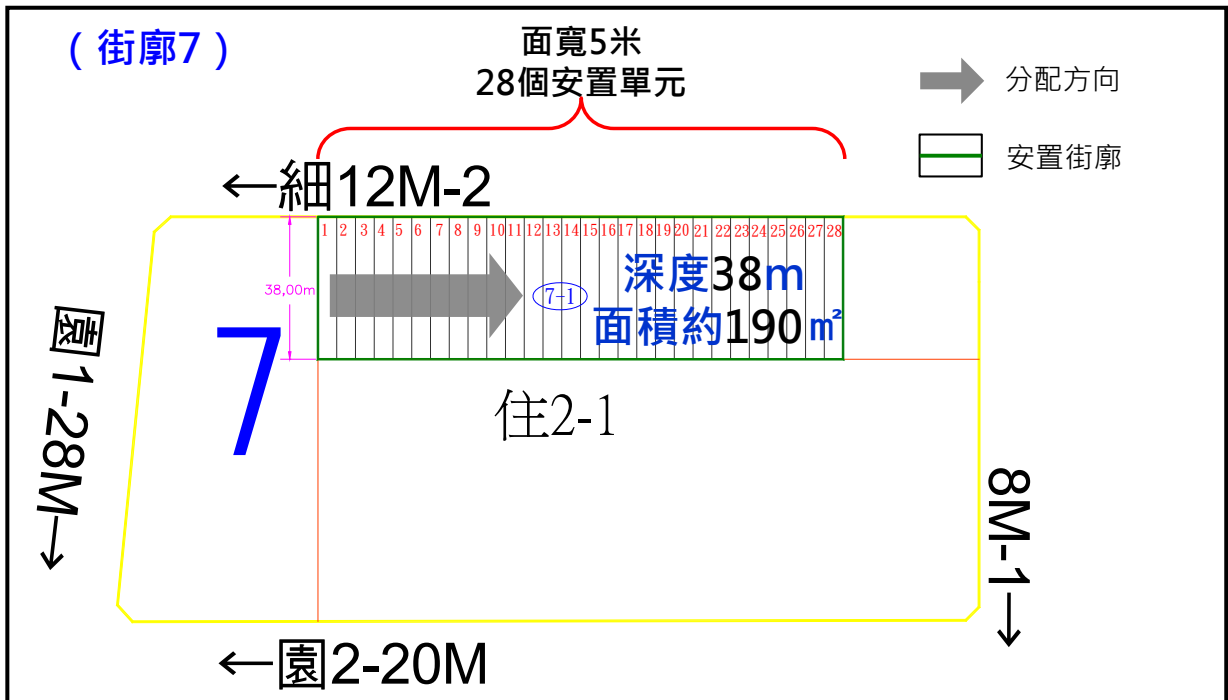 （街廓7）
面寬5米
28個安置單元
分配方向
安置街廓
←細12M-2
1 2 3 4 5 6 7 8 9 10 11 12 13 14 15 16 17 18 19 20 21 22 23 24 25 26 27 28
38,00m
7-1
深度38m
面積約190㎡
7
園1-28M→
住2-1
8M-1→
←園2-20M